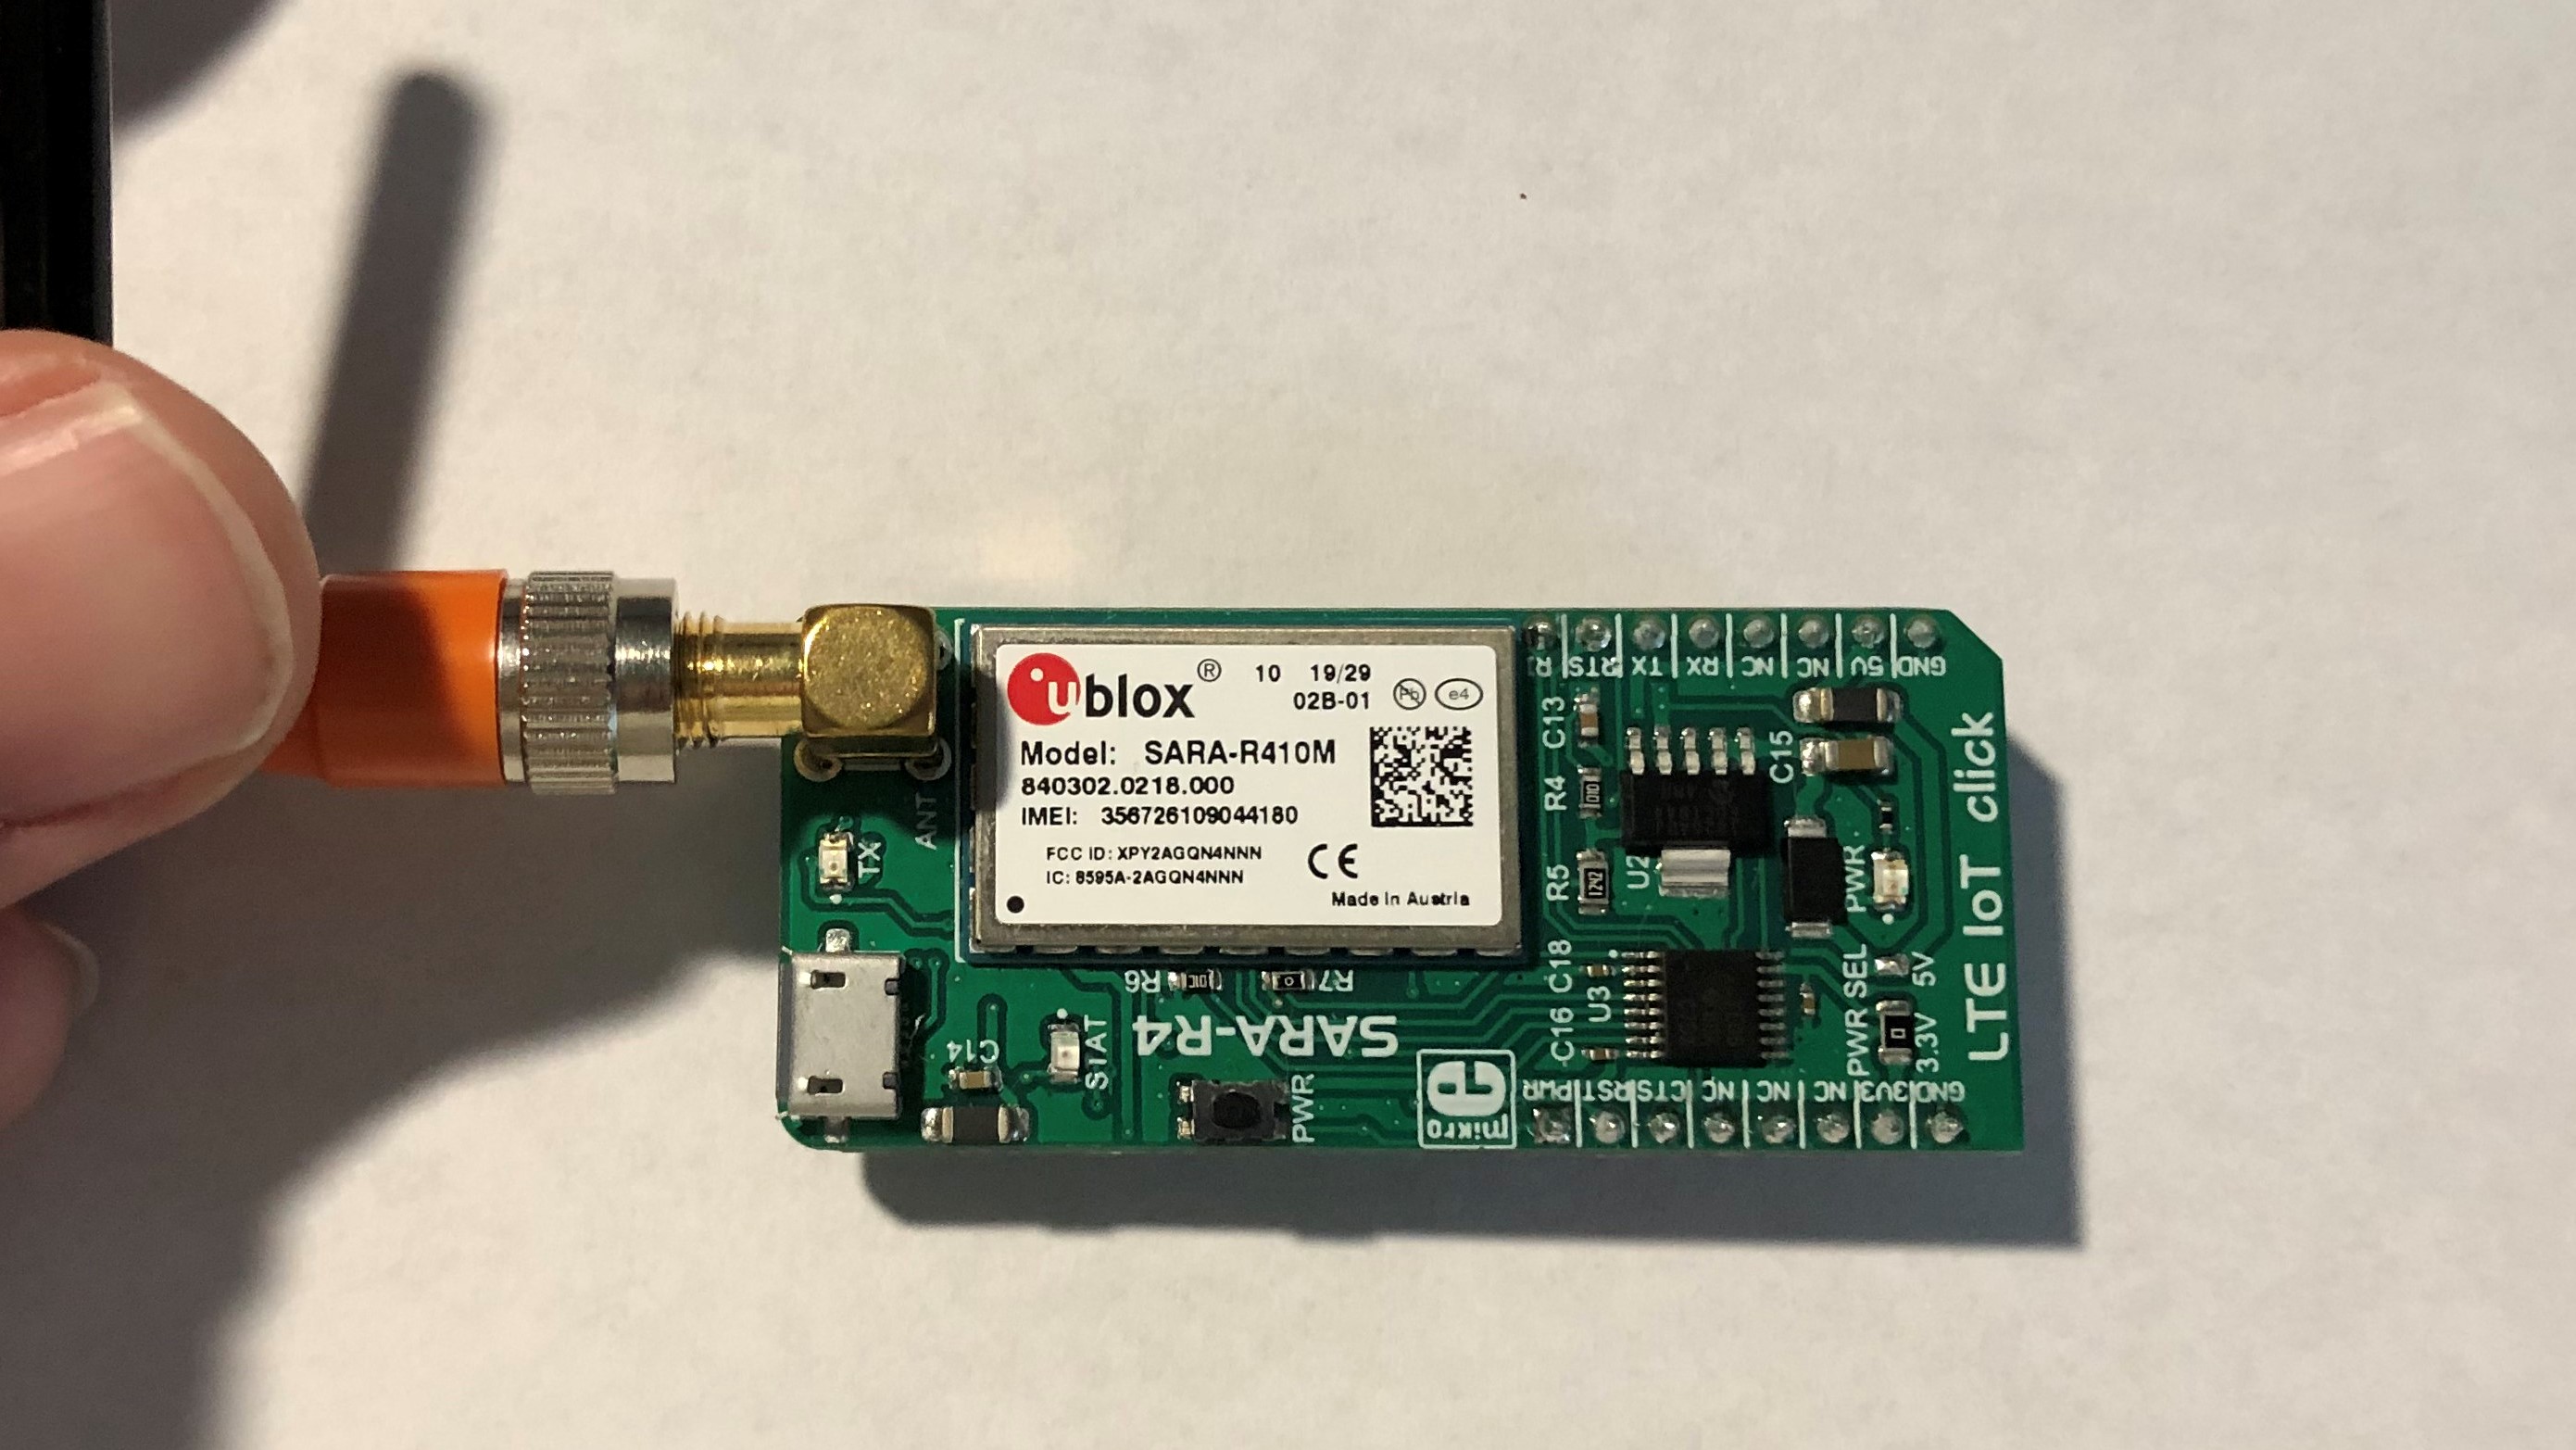 ublox ® 10 19/29
02B-01 Pb e4
Model: SARA-R410M
840302.0218.000
IMEI: 356726109044180
FCC ID: XPY2AGQN4NNN
IC: 8595A-2AGQN4NNN
CE
Made in Austria
RTS TX RX NC NC 5V GND
C13
R4
R5
010
1242
U2
C15
PWR
ANT
TX
R6
R7
C18
C16
U3
PWR SEL
5V
3.3V
LTE IoT click
SARA-R4
C14
STAT
PWR
mikro e
PWR RST CTS NC NC NC 3V3 GND